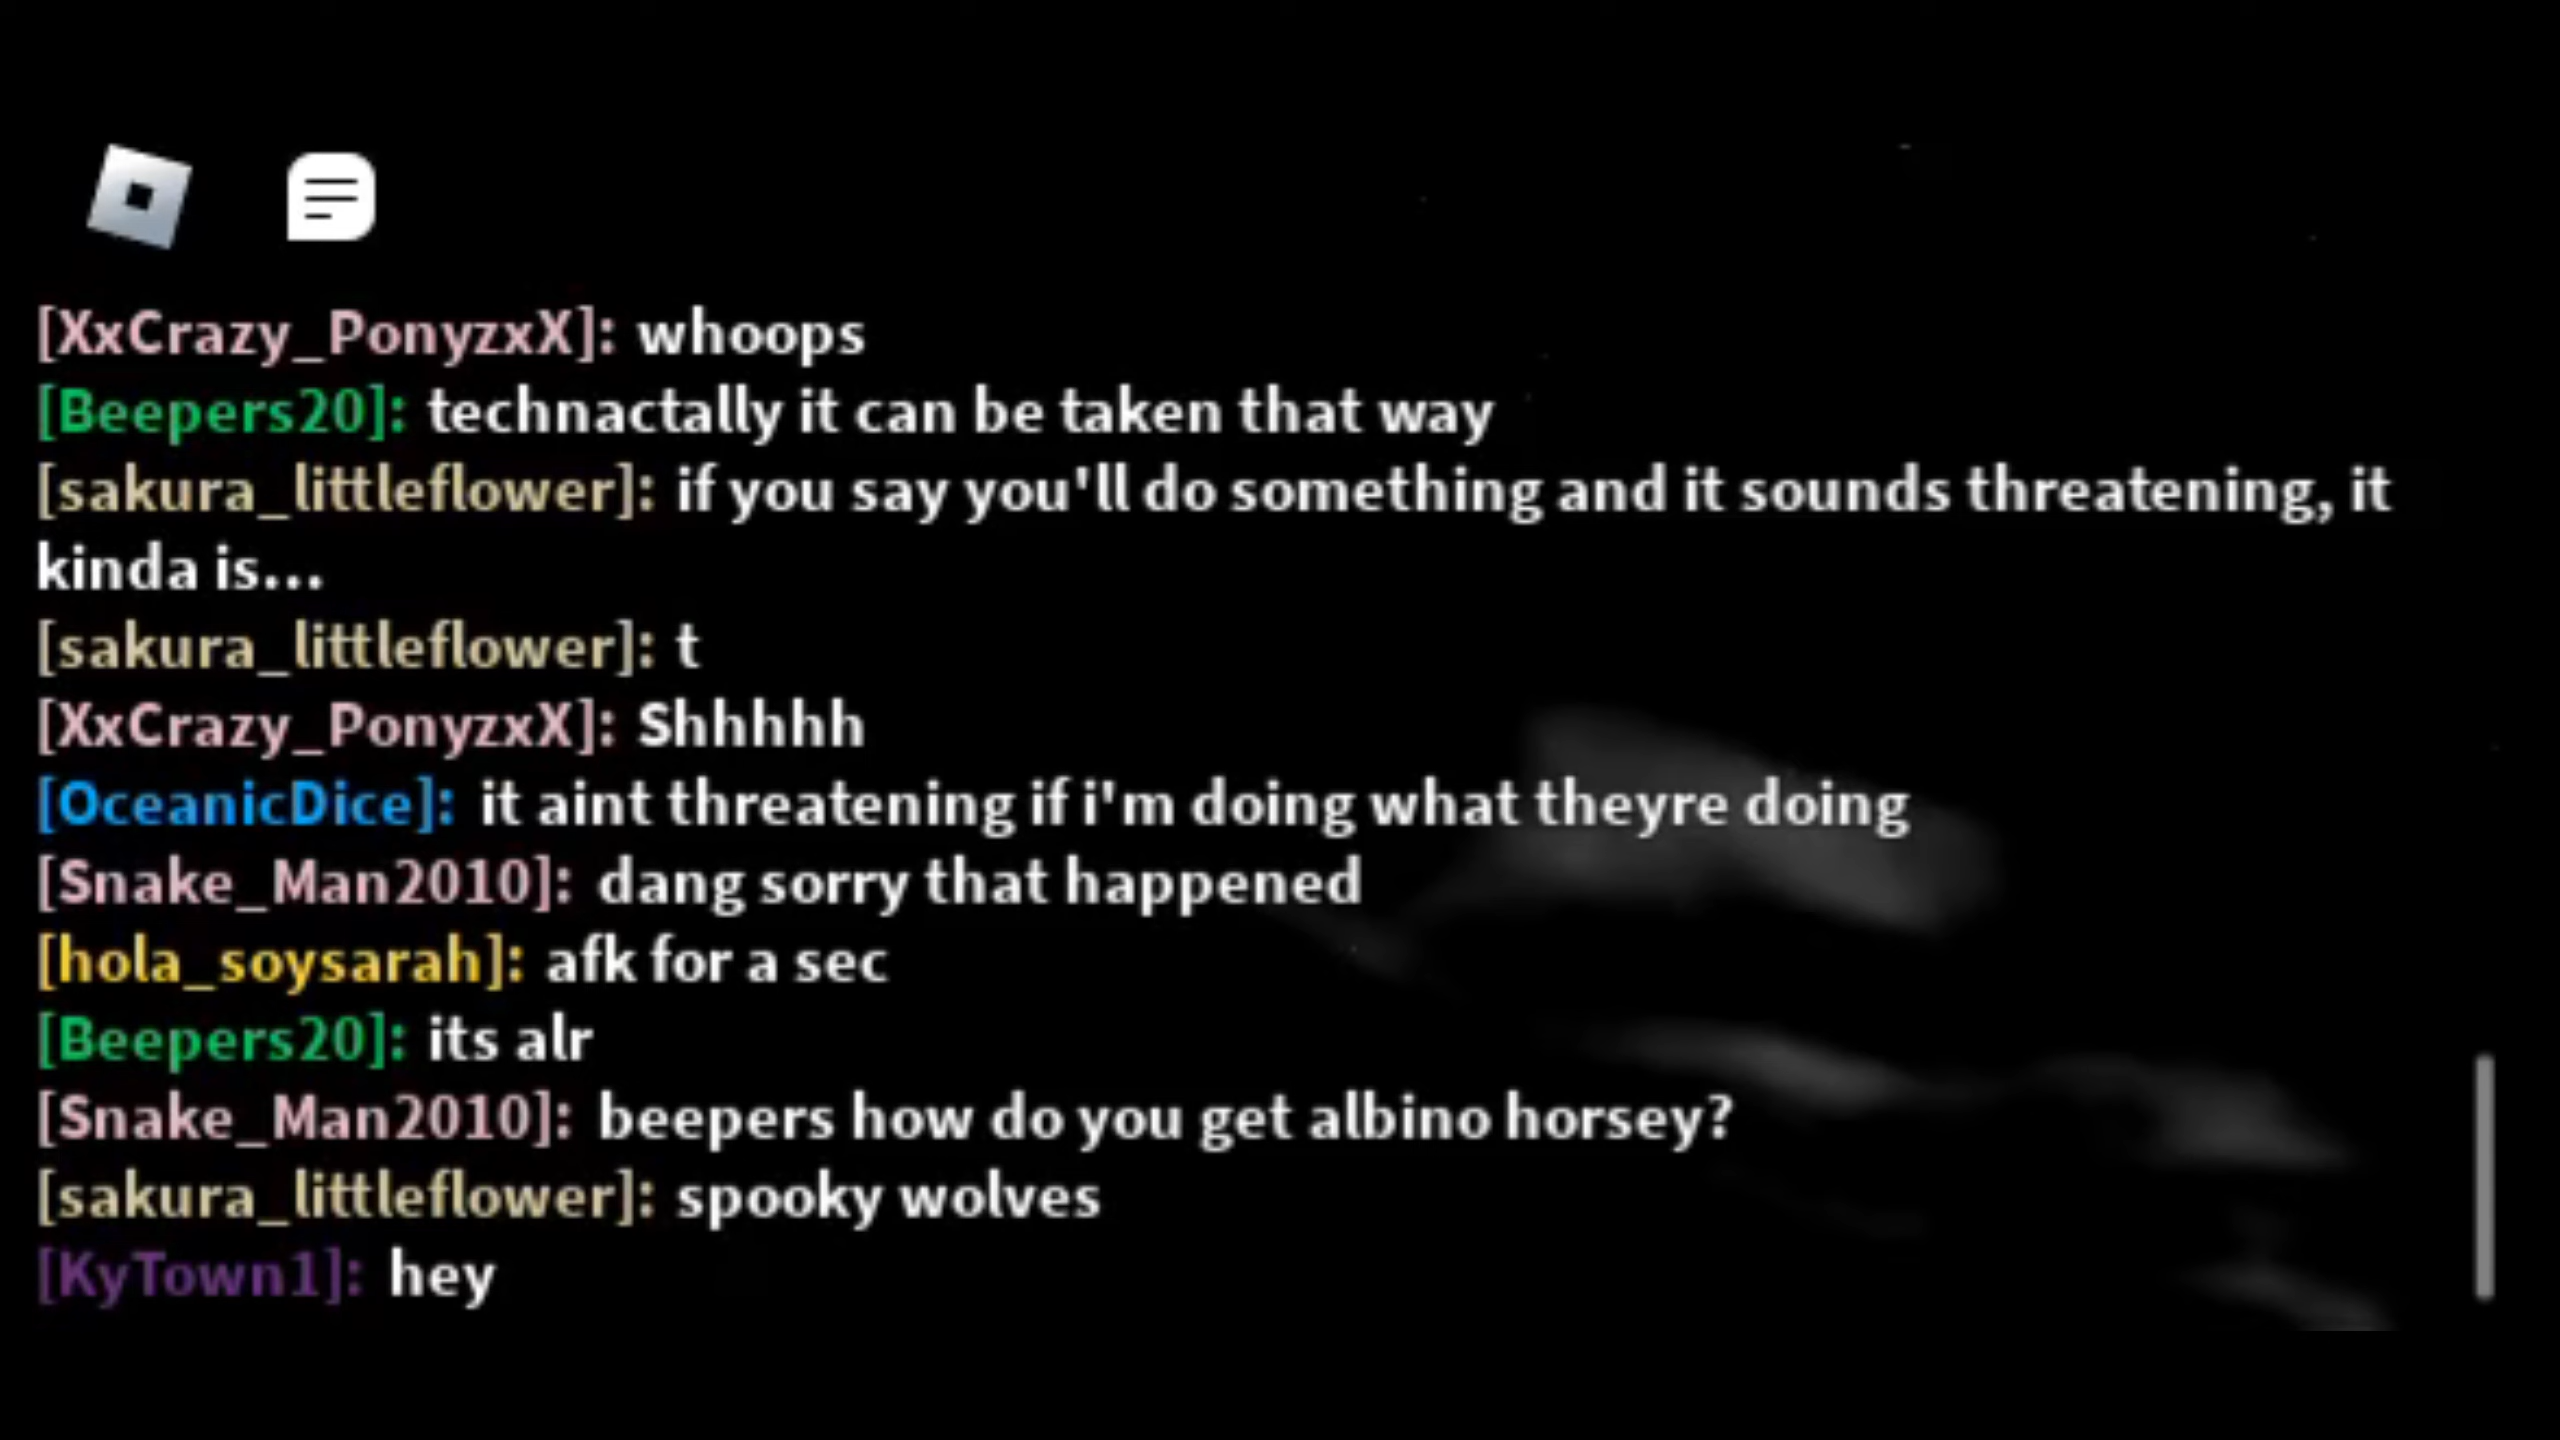 [XxCrazy_PonyzxX]: whoops
[Beepers20]: technactally it can be taken that way
[sakura_littleflower]: if you say you'll do something and it sounds threatening, it
kinda is...
[sakura_littleflower]: t
[XxCrazy_PonyzxX]: Shhhhh
[OceanicDice]: it aint threatening if i'm doing what theyre doing
[Snake_Man2010]: dang sorry that happened
[hola_soysarah]: afk for a sec
[Beepers20]: its alr
[Snake_Man2010]: beepers how do you get albino horsey?
[sakura_littleflower]: spooky wolves
[KyTown1]: hey